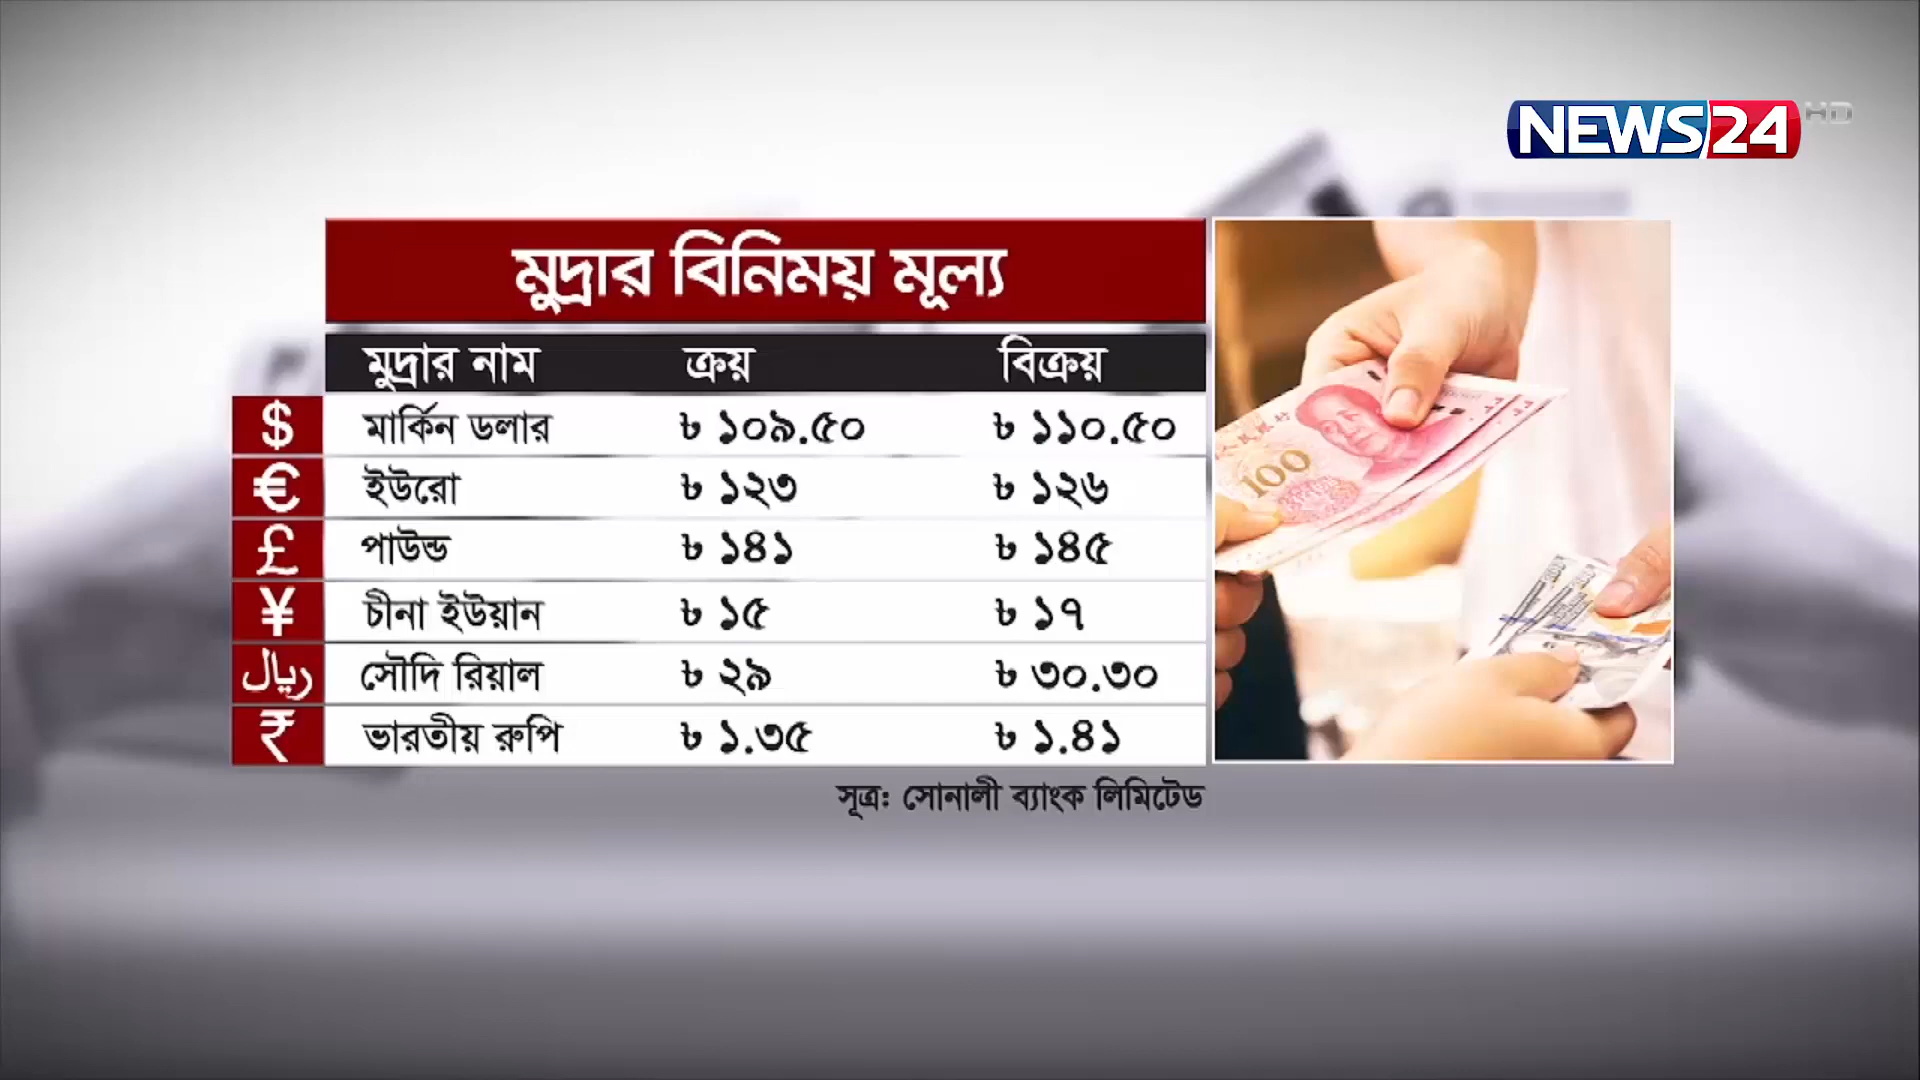 NEWS24 HD
মুদ্রার বিনিময় মূল্য
মুদ্রার নাম ক্রয় বিক্রয়
$ মার্কিন ডলার ৳ ১০৯.৫০ ৳ ১১০.৫০
€ ইউরো ৳ ১২৩ ৳ ১২৬
£ পাউন্ড ৳ ১৪১ ৳ ১৪৫
¥ চীনা ইউয়ান ৳ ১৫ ৳ ১৭
ریال সৌদি রিয়াল ৳ ২৯ ৳ ৩০.৩০
₹ ভারতীয় রুপি ৳ ১.৩৫ ৳ ১.৪১
সূত্র: সোনালী ব্যাংক লিমিটেড
100